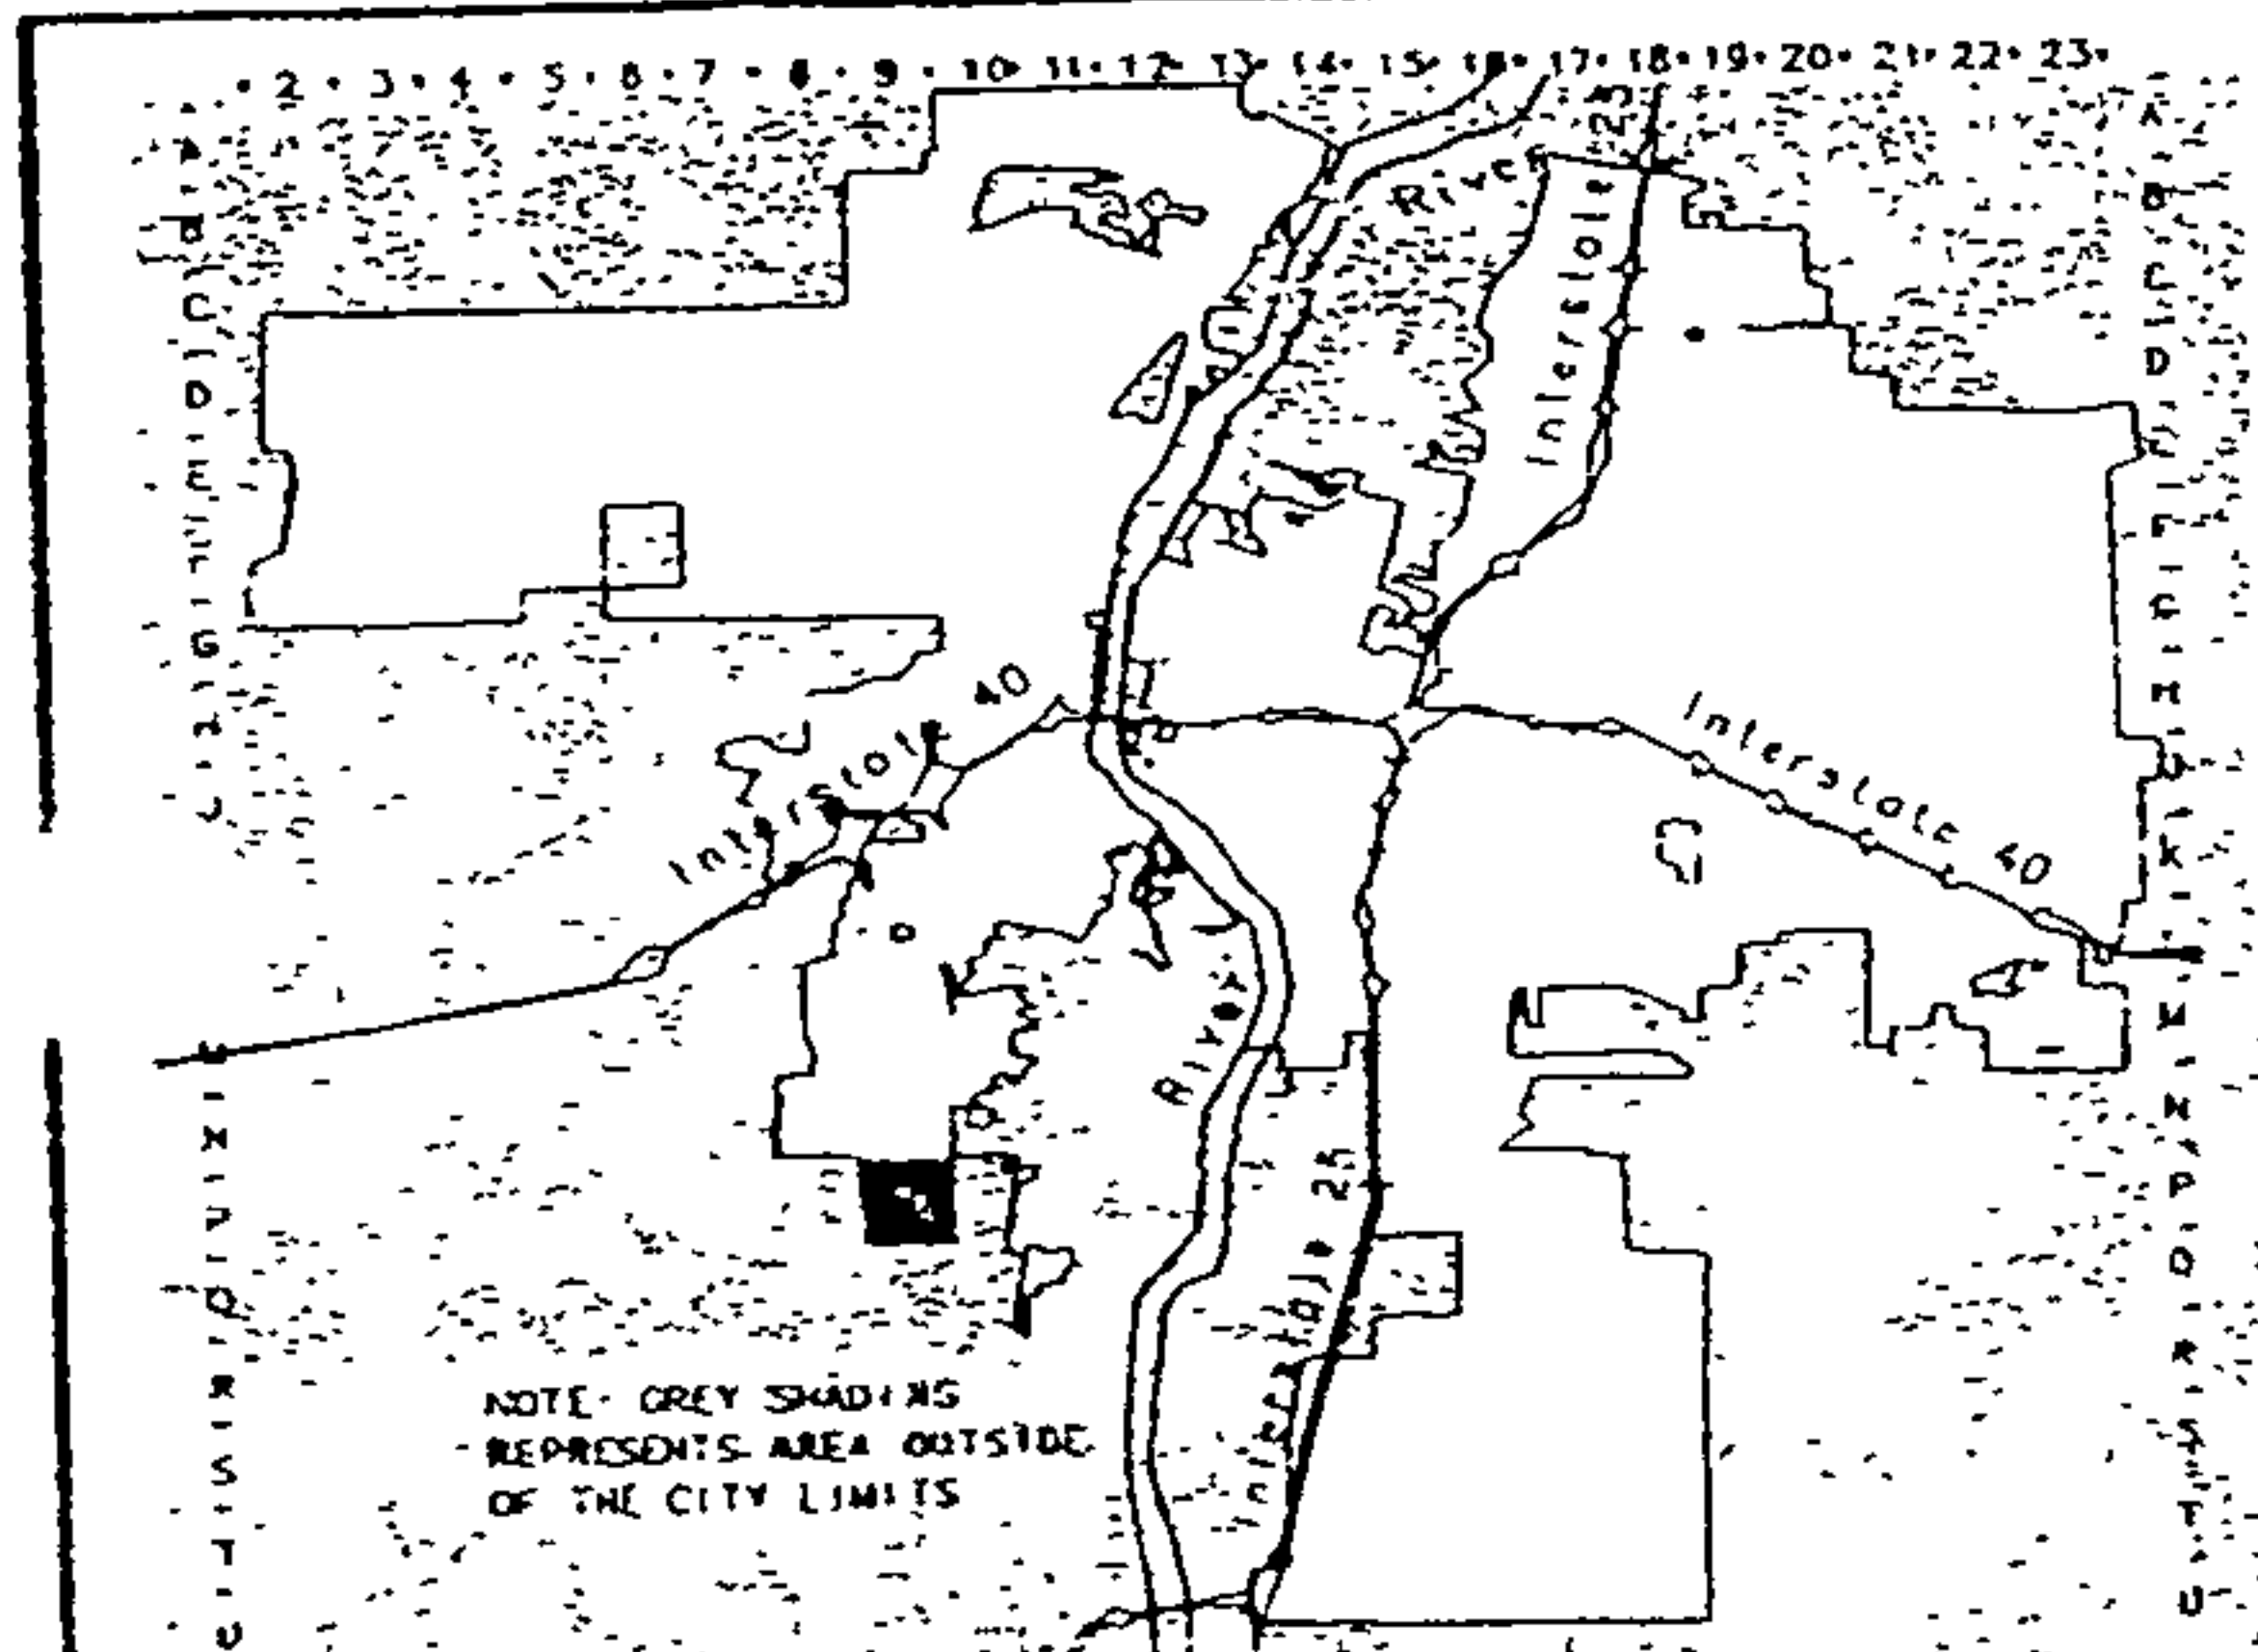 2 · 3 · 4 · 5 · 6 · 7 · 8 · 9 · 10 · 11 · 12 · 13 · 14 · 15 · 16 · 17 · 18 · 19 · 20 · 21 · 22 · 23 ·
25
River
Interstate
40
Interstate
Interstate 40
River
25
NOTE: GREY SHADING
REPRESENTS AREA OUTSIDE
OF THE CITY LIMITS
A
B
C
D
E
G
J
M
N
P
Q
R
S
T
U
A
B
C
D
E
F
G
H
J
K
M
N
P
Q
R
S
T
U